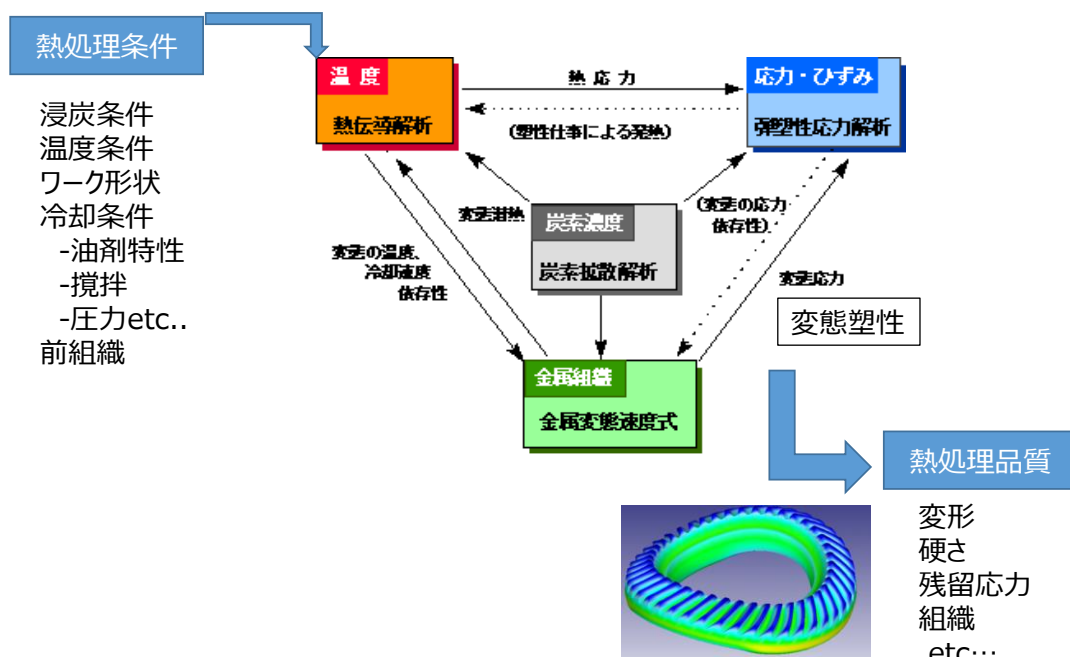 熱処理条件
浸炭条件
温度条件
ワーク形状
冷却条件
-油剤特性
-撹拌
-圧力etc..
前組織
温 度
熱伝導解析
熱 応 力
(塑性仕事による発熱)
応力・ひずみ
弾塑性応力解析
変態潜熱
炭素濃度
炭素拡散解析
(変態の応力
依存性)
変態の温度、
冷却速度
依存性
変態応力
変態塑性
金属組織
金属変態速度式
熱処理品質
変形
硬さ
残留応力
組織
etc…